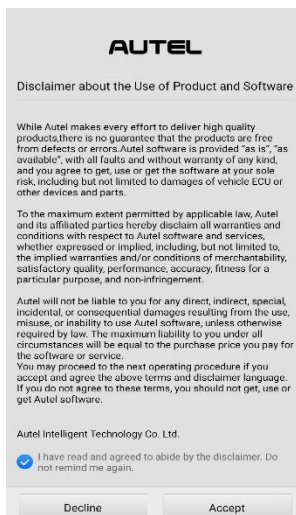 AUTEL
Disclaimer about the Use of Product and Software
While Autel makes every effort to deliver high quality
products,there is no guarantee that the products are free
from defects or errors.Autel software is provided "as is", "as
available", with all faults and without warranty of any kind,
and you agree to get, use or get the software at your sole
risk, including but not limited to damages of vehicle ECU or
other devices and parts.
To the maximum extent permitted by applicable law, Autel
and its affiliated parties hereby disclaim all warranties and
conditions with respect to Autel software and services,
whether expressed or implied, including, but not limited to,
the implied warranties and/or conditions of merchantability,
satisfactory quality, performance, accuracy, fitness for a
particular purpose, and non-infringement.
Autel will not be liable to you for any direct, indirect, special,
incidental, or consequential damages resulting from the use,
misuse, or inability to use Autel software, unless otherwise
required by law. The maximum liability to you under all
circumstances will be equal to the purchase price you pay for
the software or service.
You may proceed to the next operating procedure if you
accept and agree the above terms and disclaimer language.
If you do not agree to these terms, you should not get, use or
get Autel software.
Autel Intelligent Technology Co. Ltd.
I have read and agreed to abide by the disclaimer. Do
not remind me again.
Decline
Accept